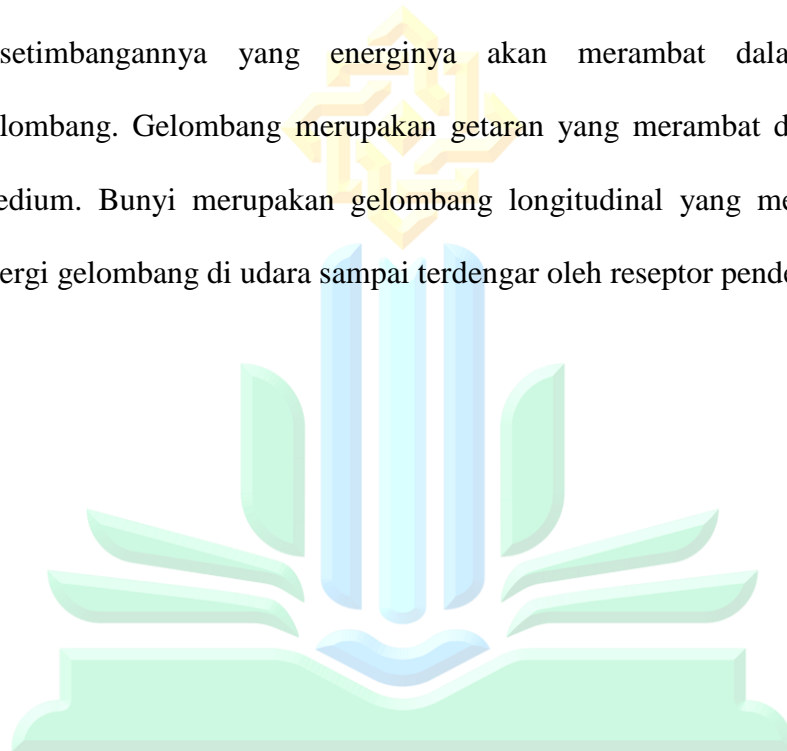 setimbangannya yang energinya akan merambat dala
lombang. Gelombang merupakan getaran yang merambat d
edium. Bunyi merupakan gelombang longitudinal yang me
ergi gelombang di udara sampai terdengar oleh reseptor pende